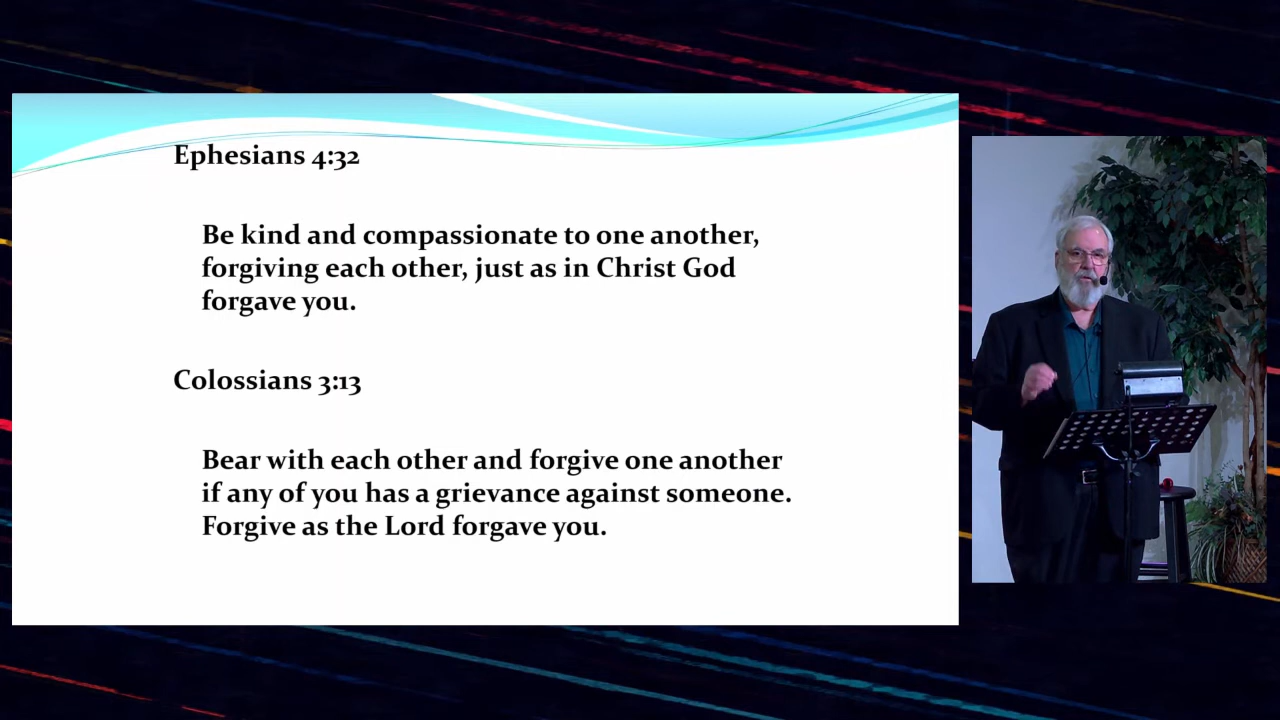 Ephesians 4:32
Be kind and compassionate to one another,
forgiving each other, just as in Christ God
forgave you.
Colossians 3:13
Bear with each other and forgive one another
if any of you has a grievance against someone.
Forgive as the Lord forgave you.